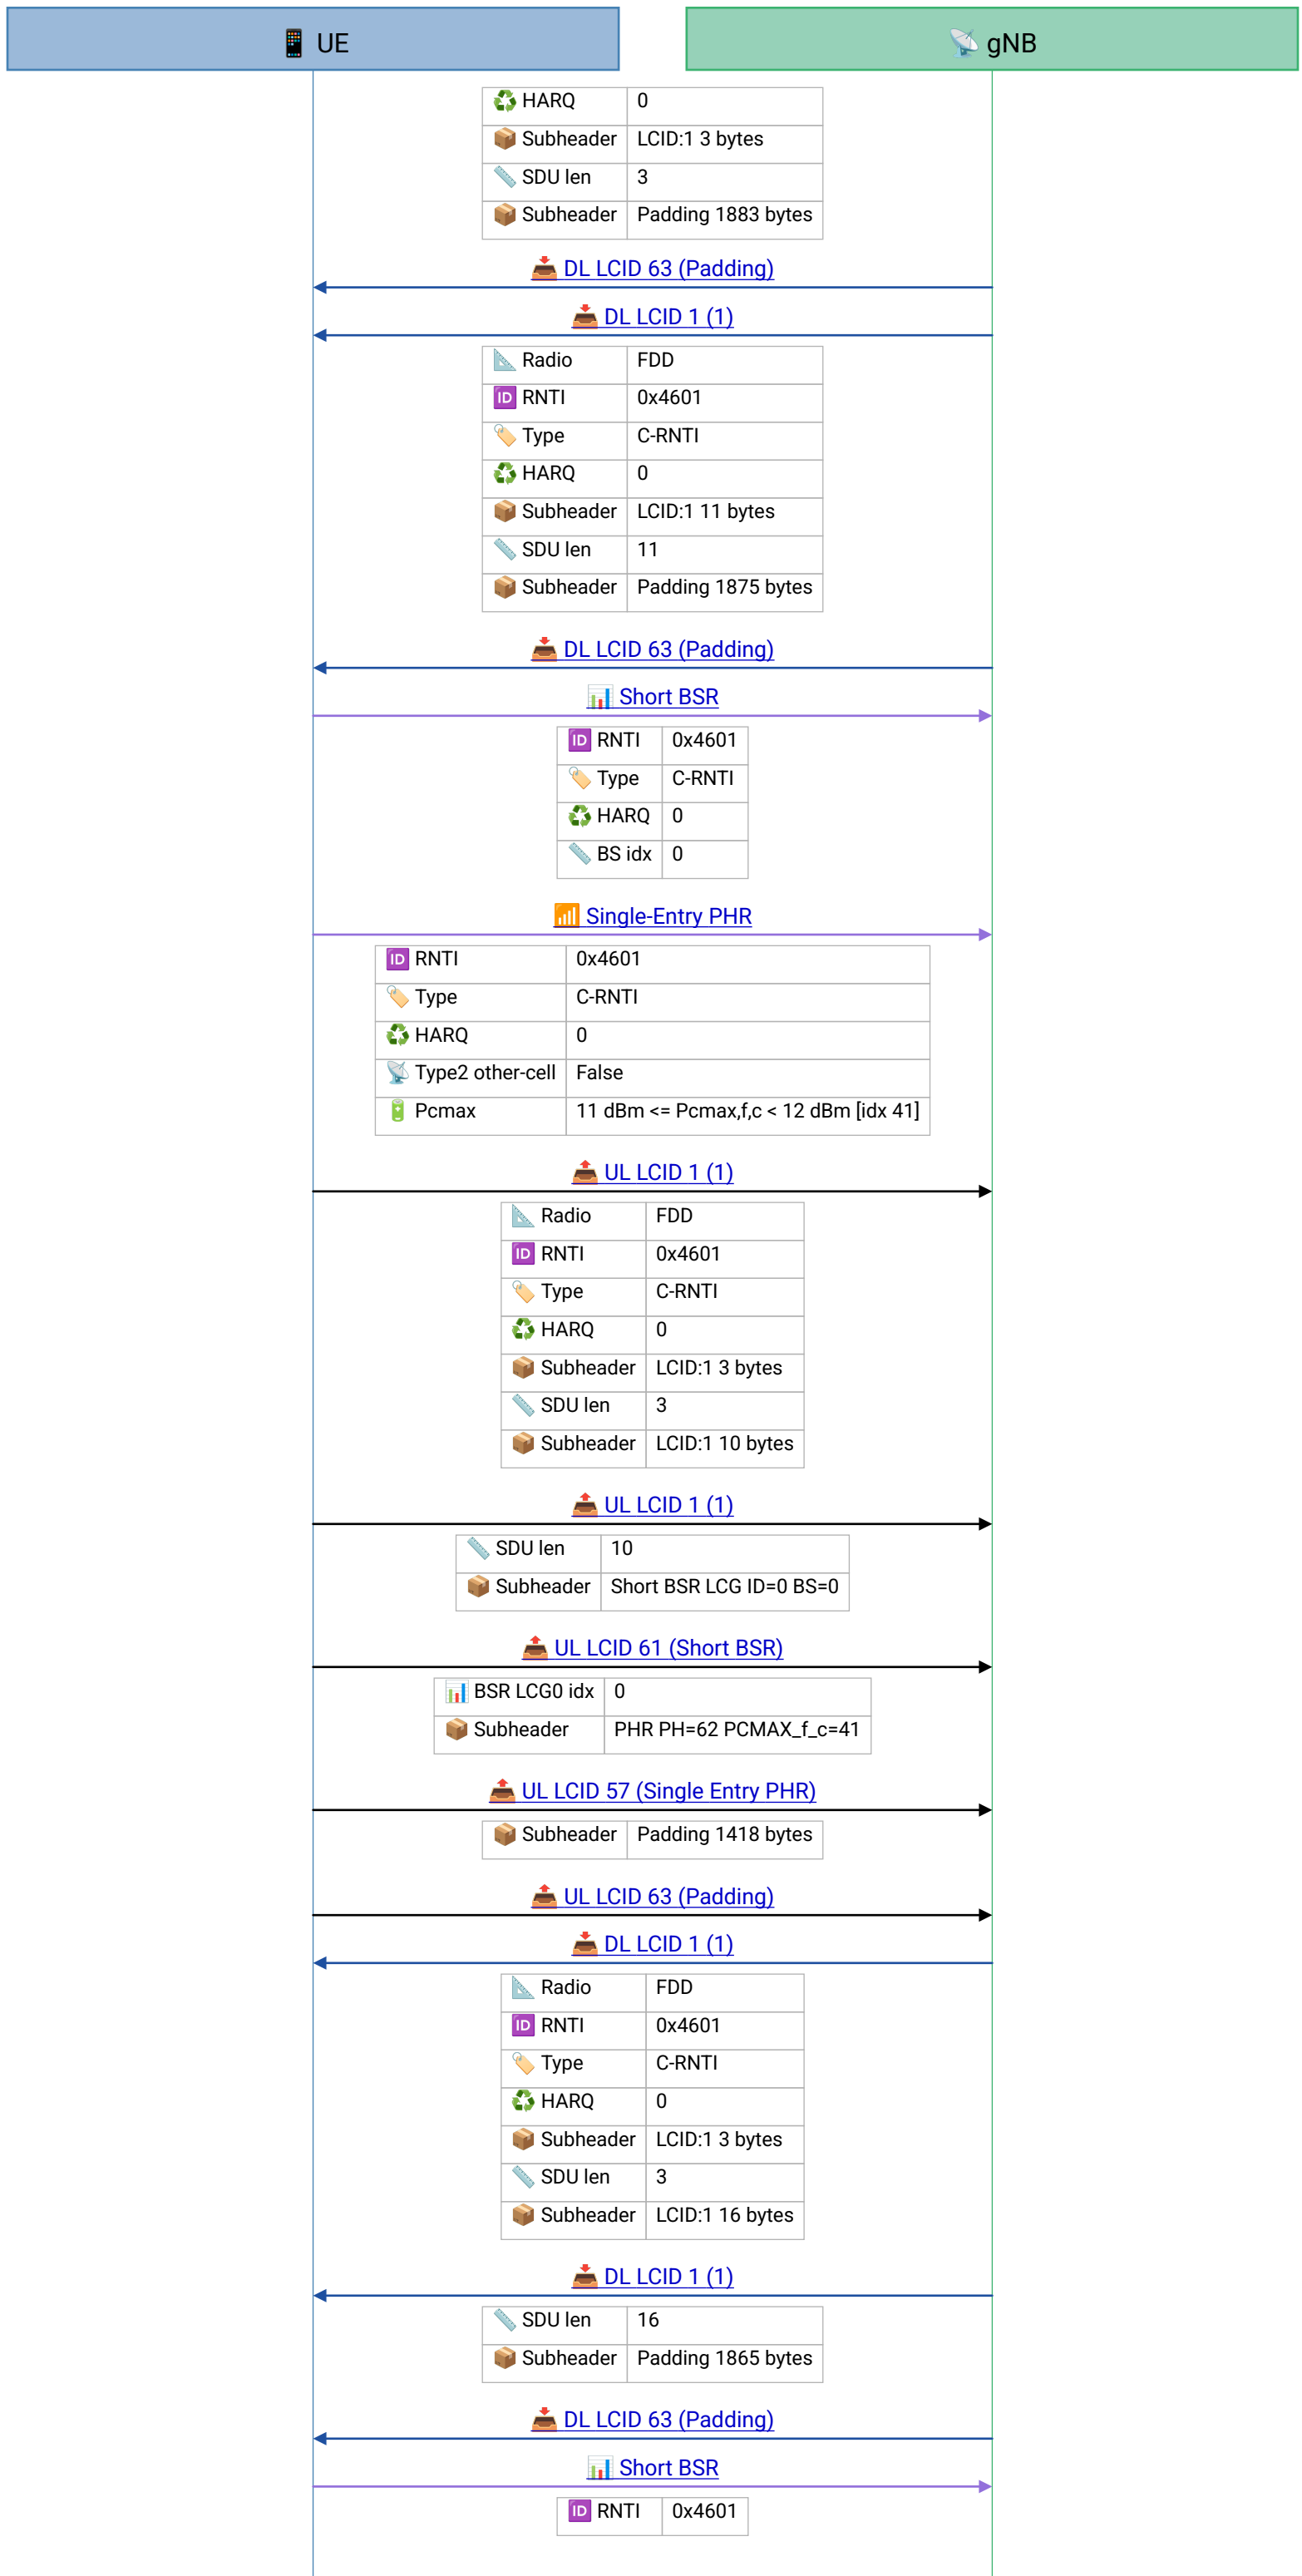 📱 UE
📡 gNB
♻️ HARQ 0
📦 Subheader LCID:1 3 bytes
📏 SDU len 3
📦 Subheader Padding 1883 bytes
📥 DL LCID 63 (Padding)
📥 DL LCID 1 (1)
📐 Radio FDD
🆔 RNTI 0x4601
🏷️ Type C-RNTI
♻️ HARQ 0
📦 Subheader LCID:1 11 bytes
📏 SDU len 11
📦 Subheader Padding 1875 bytes
📥 DL LCID 63 (Padding)
📊 Short BSR
🆔 RNTI 0x4601
🏷️ Type C-RNTI
♻️ HARQ 0
📏 BS idx 0
📶 Single-Entry PHR
🆔 RNTI 0x4601
🏷️ Type C-RNTI
♻️ HARQ 0
📡 Type2 other-cell False
🔋 Pcmax 11 dBm <= Pcmax,f,c < 12 dBm [idx 41]
📤 UL LCID 1 (1)
📐 Radio FDD
🆔 RNTI 0x4601
🏷️ Type C-RNTI
♻️ HARQ 0
📦 Subheader LCID:1 3 bytes
📏 SDU len 3
📦 Subheader LCID:1 10 bytes
📤 UL LCID 1 (1)
📏 SDU len 10
📦 Subheader Short BSR LCG ID=0 BS=0
📤 UL LCID 61 (Short BSR)
📊 BSR LCG0 idx 0
📦 Subheader PHR PH=62 PCMAX_f_c=41
📤 UL LCID 57 (Single Entry PHR)
📦 Subheader Padding 1418 bytes
📤 UL LCID 63 (Padding)
📥 DL LCID 1 (1)
📐 Radio FDD
🆔 RNTI 0x4601
🏷️ Type C-RNTI
♻️ HARQ 0
📦 Subheader LCID:1 3 bytes
📏 SDU len 3
📦 Subheader LCID:1 16 bytes
📥 DL LCID 1 (1)
📏 SDU len 16
📦 Subheader Padding 1865 bytes
📥 DL LCID 63 (Padding)
📊 Short BSR
🆔 RNTI 0x4601